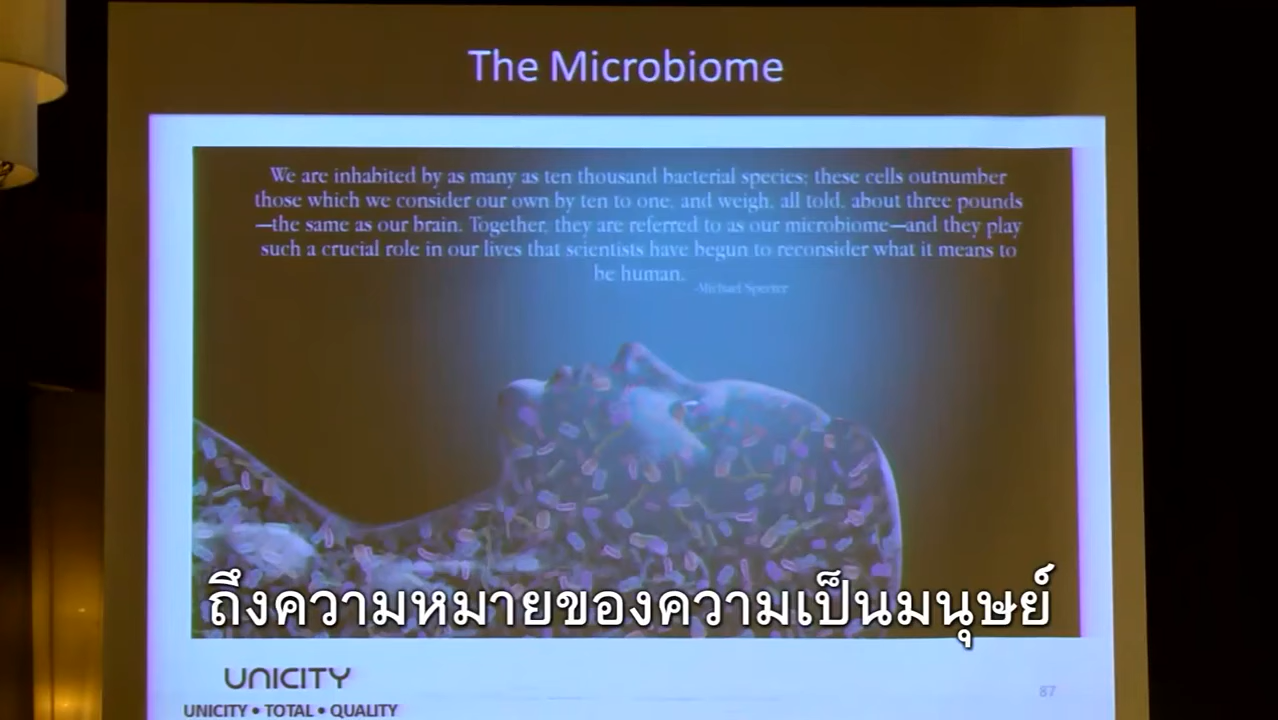 The Microbiome
We are inhabited by as many as ten thousand bacterial species; these cells outnumber
those which we consider our own by ten to one, and weigh, all told, about three pounds
—the same as our brain. Together, they are referred to as our microbiome—and they play
such a crucial role in our lives that scientists have begun to reconsider what it means to
be human.
-Michael Specter
ถึงความหมายของความเป็นมนุษย์
UNICITY
UNICITY • TOTAL • QUALITY
87